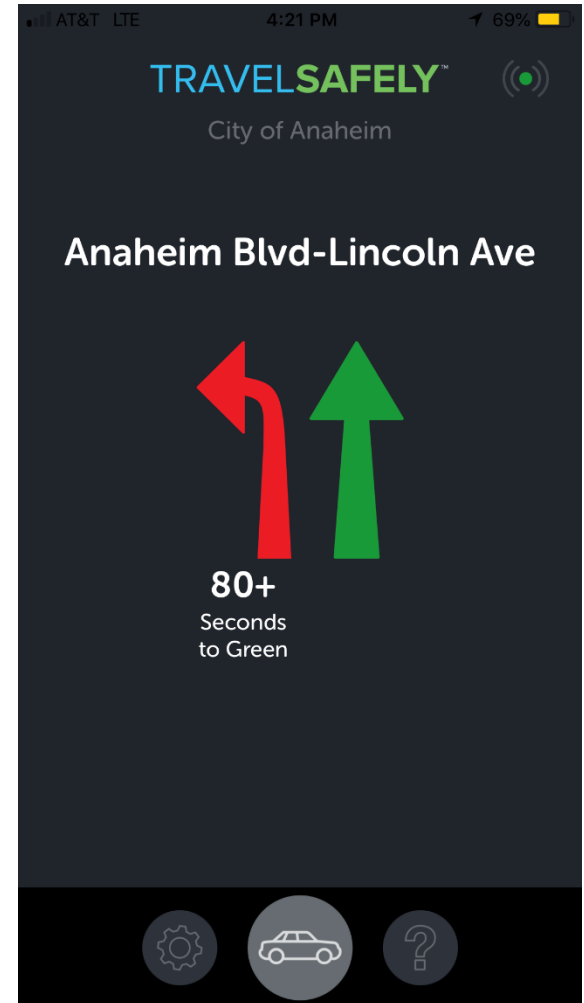 AT&T LTE 4:21 PM 69%
TRAVELSAFELY™
City of Anaheim
Anaheim Blvd-Lincoln Ave
80+
Seconds
to Green
?